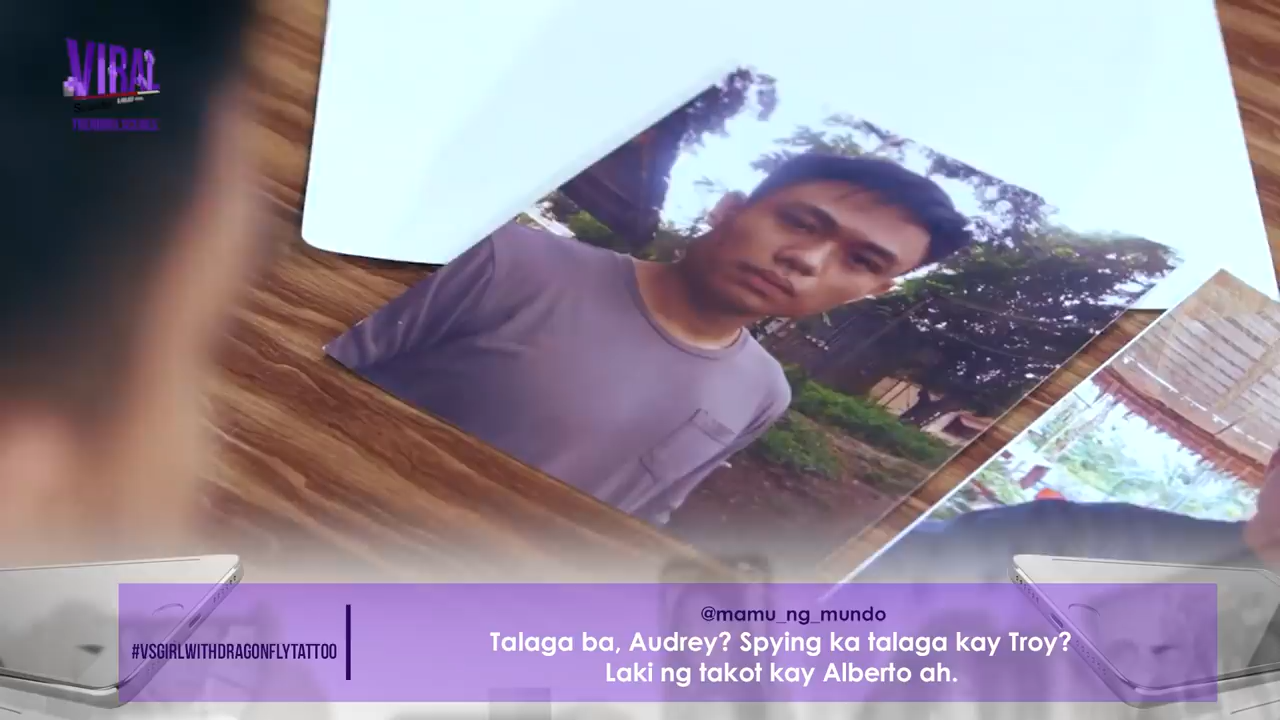 VIRAL
#VSGIRLWITHDRAGONFLYTATTOO
@mamu_ng_mundo
Talaga ba, Audrey? Spying ka talaga kay Troy?
Laki ng takot kay Alberto ah.